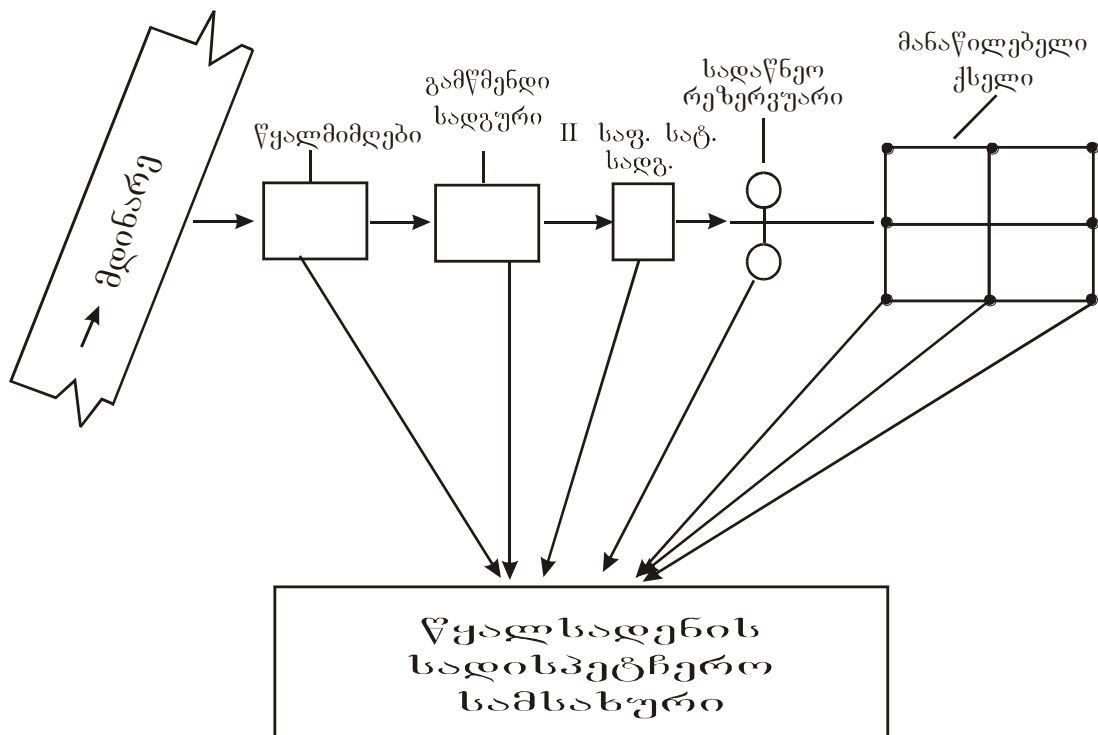 მდინარე
წყალმიმღები
გამწმენდი
სადგური
II საფ. სატ.
სადგ.
სადაწნეო
რეზერვუარი
მანაწილებელი
ქსელი
წყალსადენის
სადისპეტჩერო
სამსახური